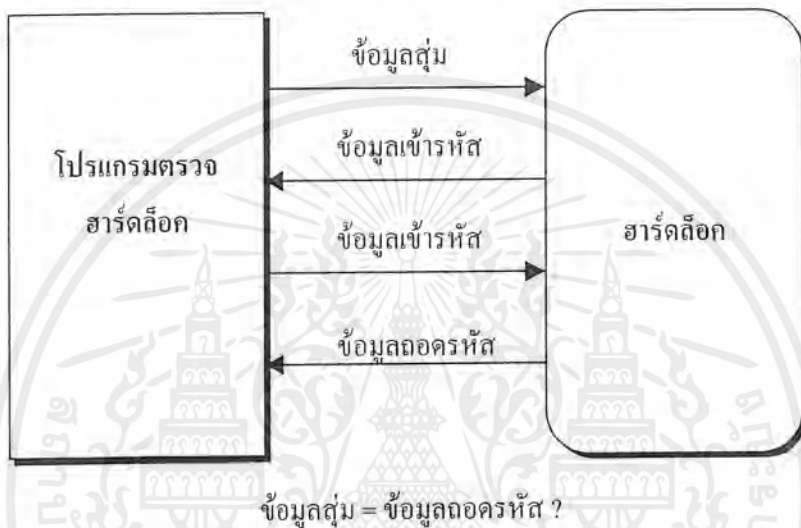 ข้อมูลสุ่ม
ข้อมูลเข้ารหัส
โปรแกรมตรวจ
ฮาร์ดล็อค
ข้อมูลเข้ารหัส
ฮาร์ดล็อค
ข้อมูลถอดรหัส
ข้อมูลสุ่ม = ข้อมูลถอดรหัส ?